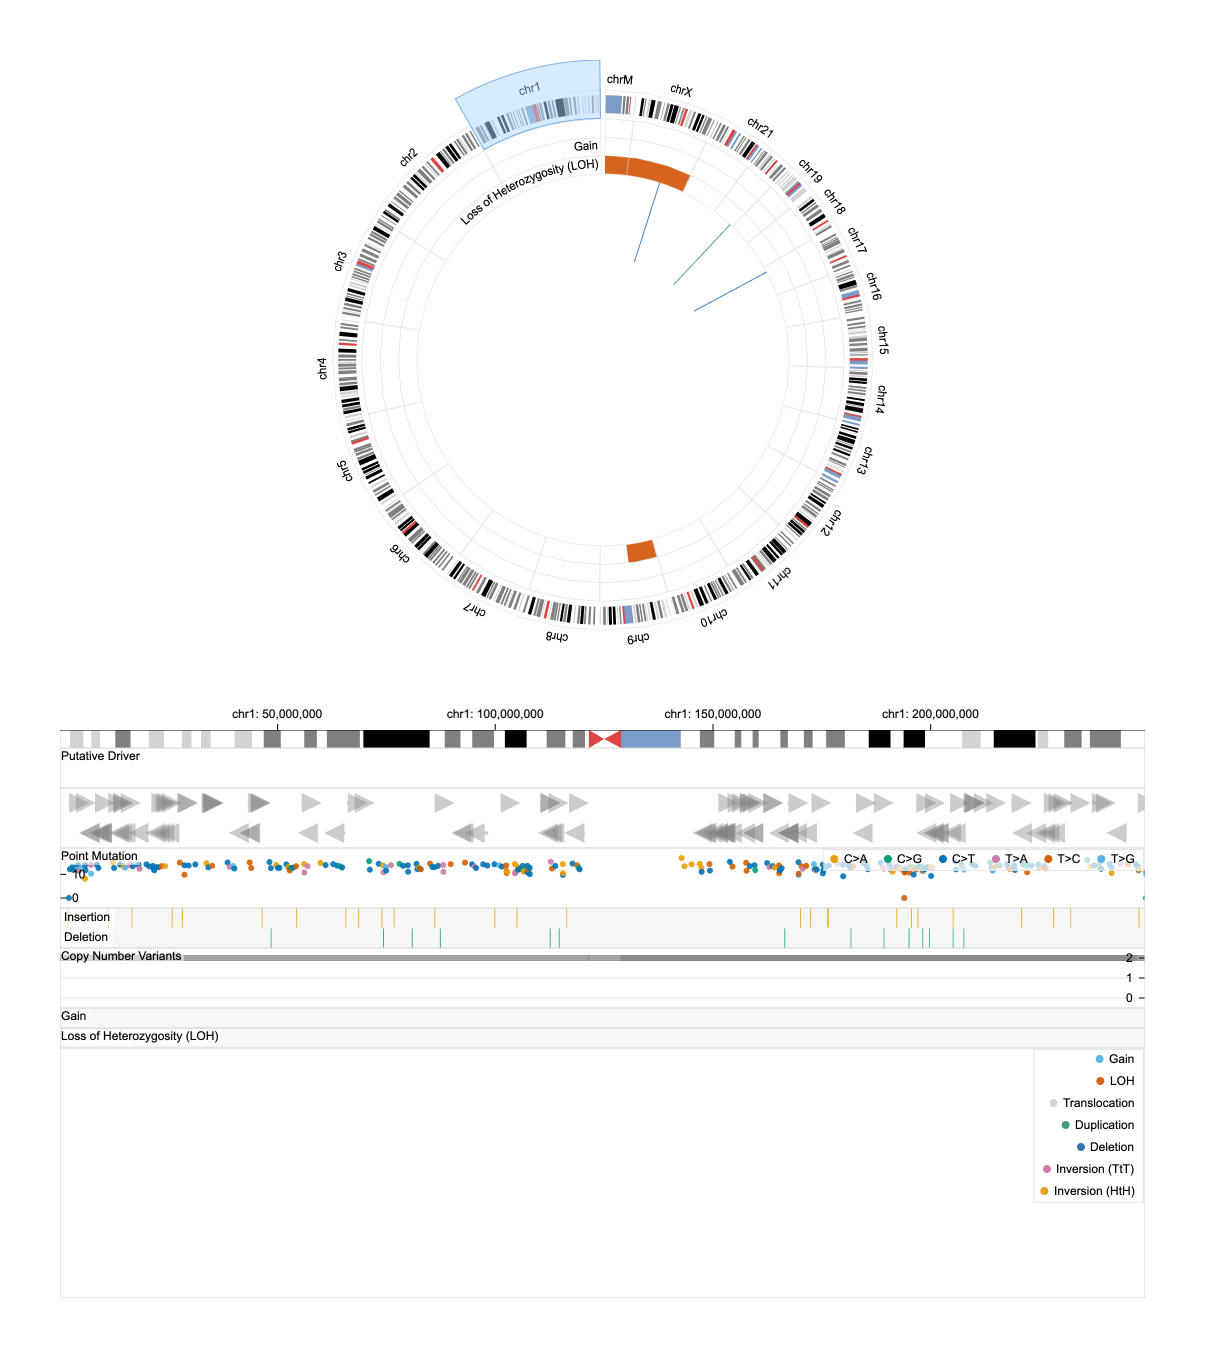 chrM
chr1
chrX
chr21
Gain
chr2
Loss of Heterozygosity (LOH)
chr19
chr18
chr17
chr3
chr16
chr15
chr4
chr14
chr5
chr13
chr6
chr12
chr11
chr7
chr10
chr8
chr9
chr1: 50,000,000
chr1: 100,000,000
chr1: 150,000,000
chr1: 200,000,000
Putative Driver
Point Mutation
C>A
C>G
C>T
T>A
T>C
T>G
10
0
Insertion
Deletion
Copy Number Variants
2
1
0
Gain
Loss of Heterozygosity (LOH)
Gain
LOH
Translocation
Duplication
Deletion
Inversion (TtT)
Inversion (HtH)